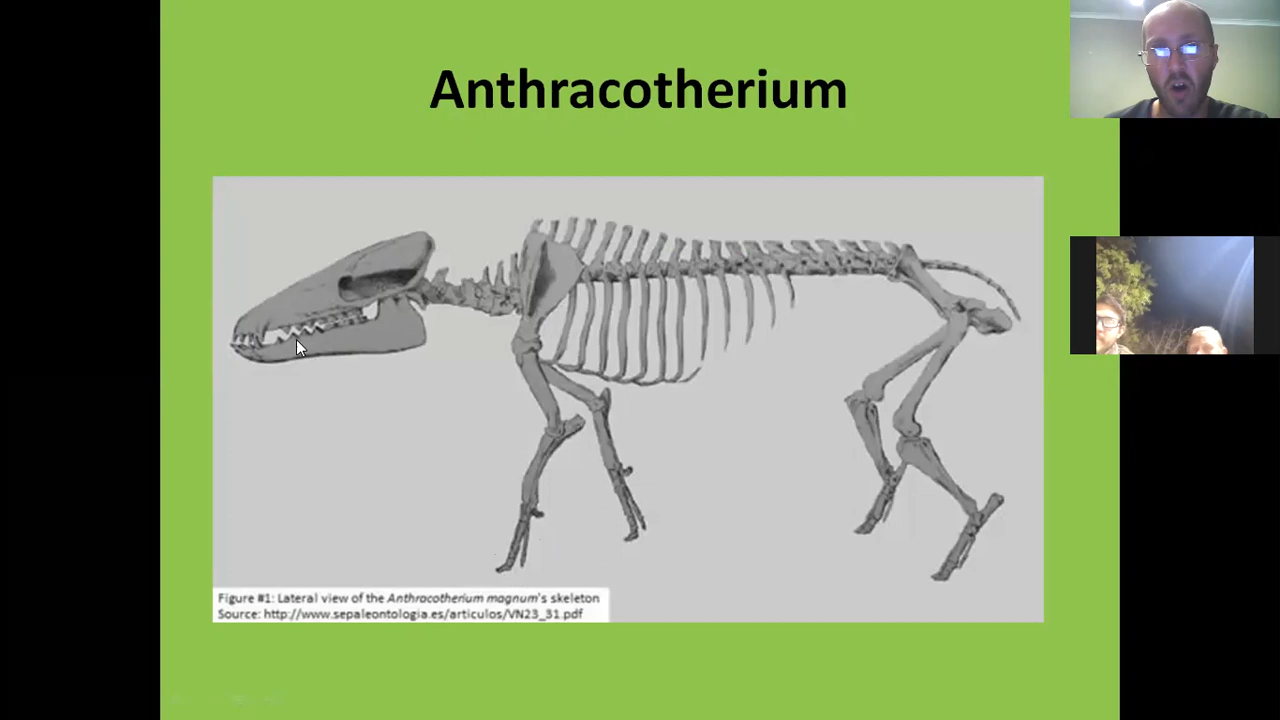 Anthracotherium
Figure #1: Lateral view of the Anthracotherium magnum's skeleton
Source: http://www.sepaleontologia.es/articulos/VN23_31.pdf